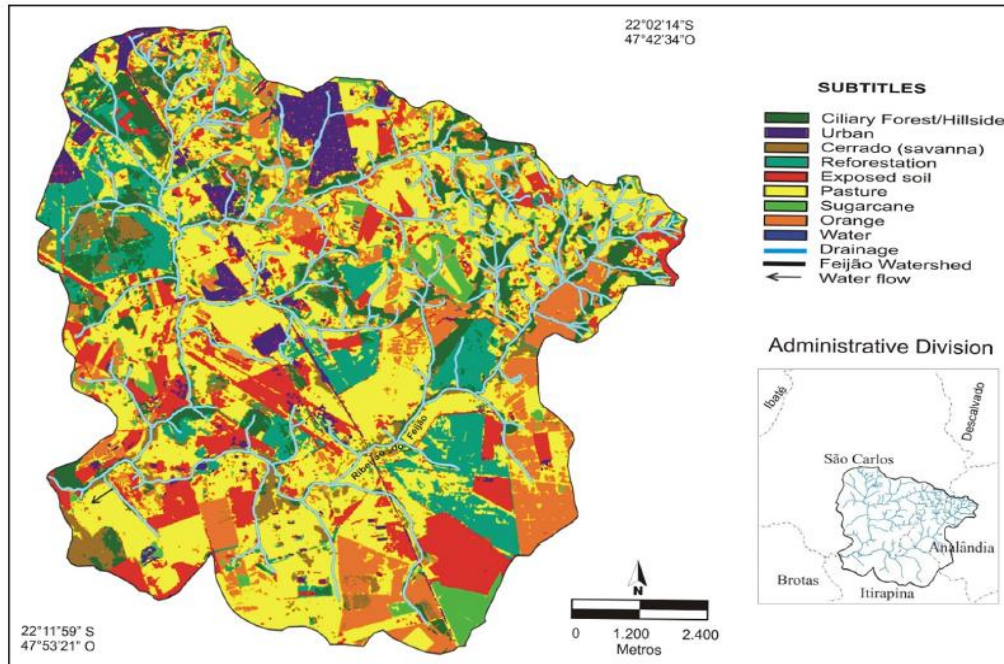 22°02'14"S
47°42'34"O
SUBTITLES
Ciliary Forest/Hillside
Urban
Cerrado (savanna)
Reforestation
Exposed soil
Pasture
Sugarcane
Orange
Water
Drainage
Feijão Watershed
Water flow
Ribeirão do Feijão
Administrative Division
Ibaté
Descalvado
São Carlos
Analândia
Brotas
Itirapina
N
0 1.200 2.400
Metros
22°11'59" S
47°53'21" O